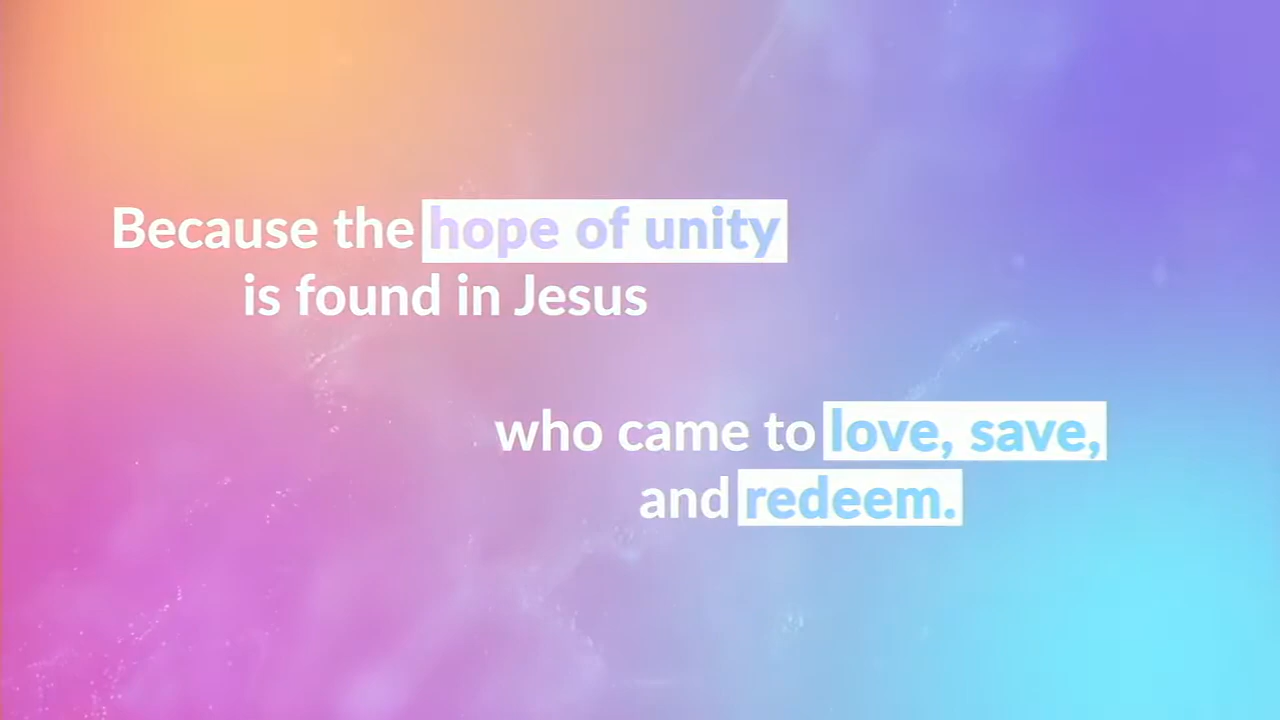 Because the hope of unity
is found in Jesus
who came to love, save,
and redeem.